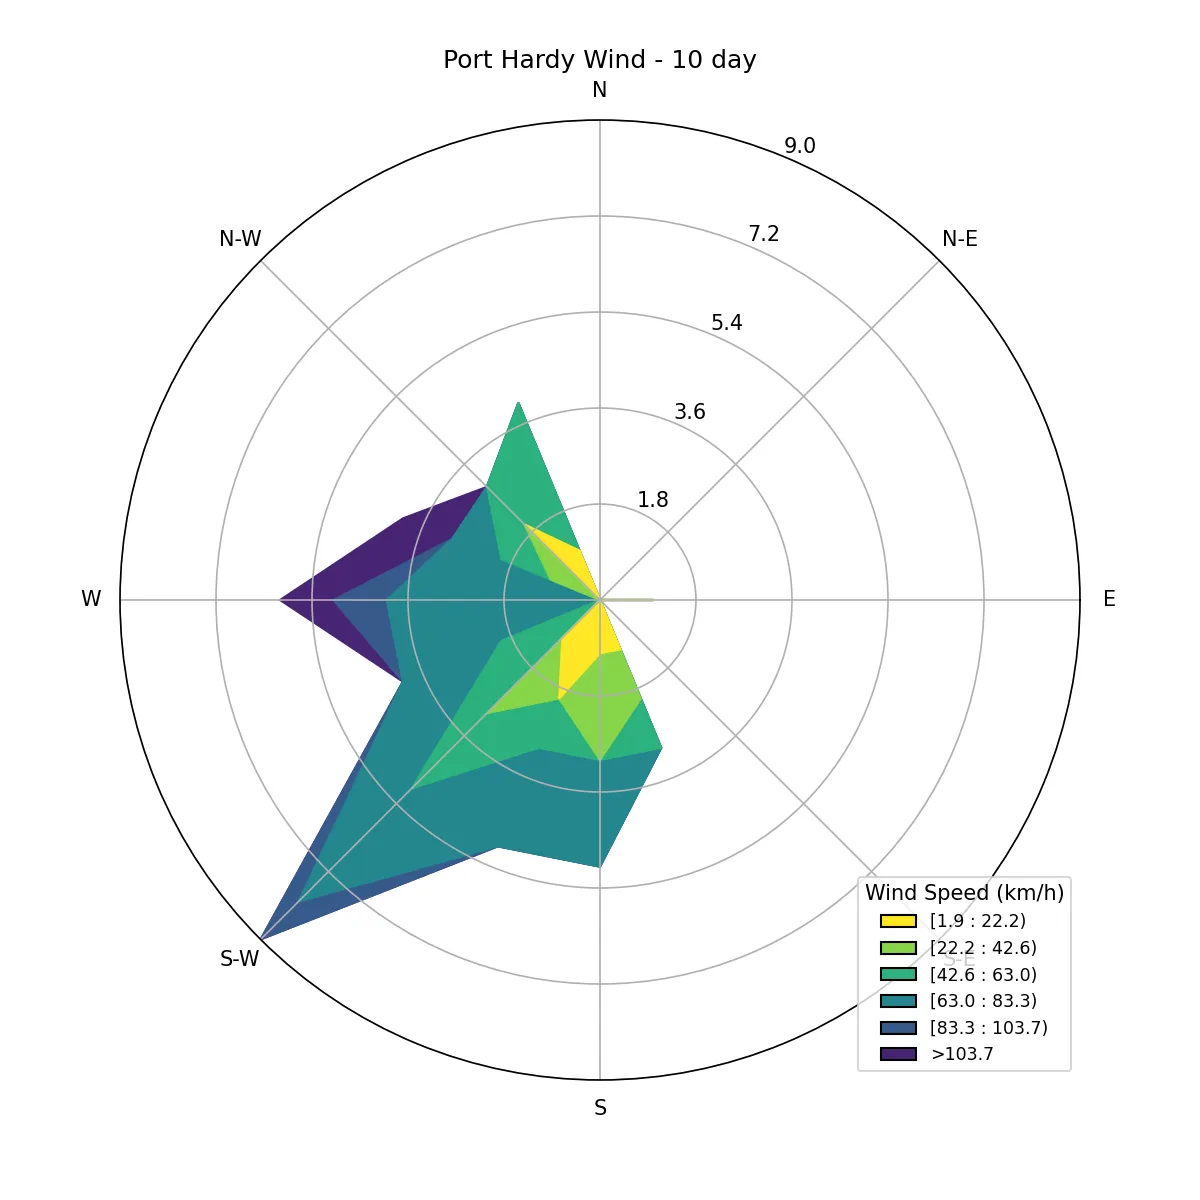 Port Hardy Wind - 10 day
N
9.0
7.2
N-W
N-E
5.4
3.6
1.8
W
E
Wind Speed (km/h)
[1.9 : 22.2)
[22.2 : 42.6)
S-W
S-E
[42.6 : 63.0)
[63.0 : 83.3)
[83.3 : 103.7)
>103.7
S